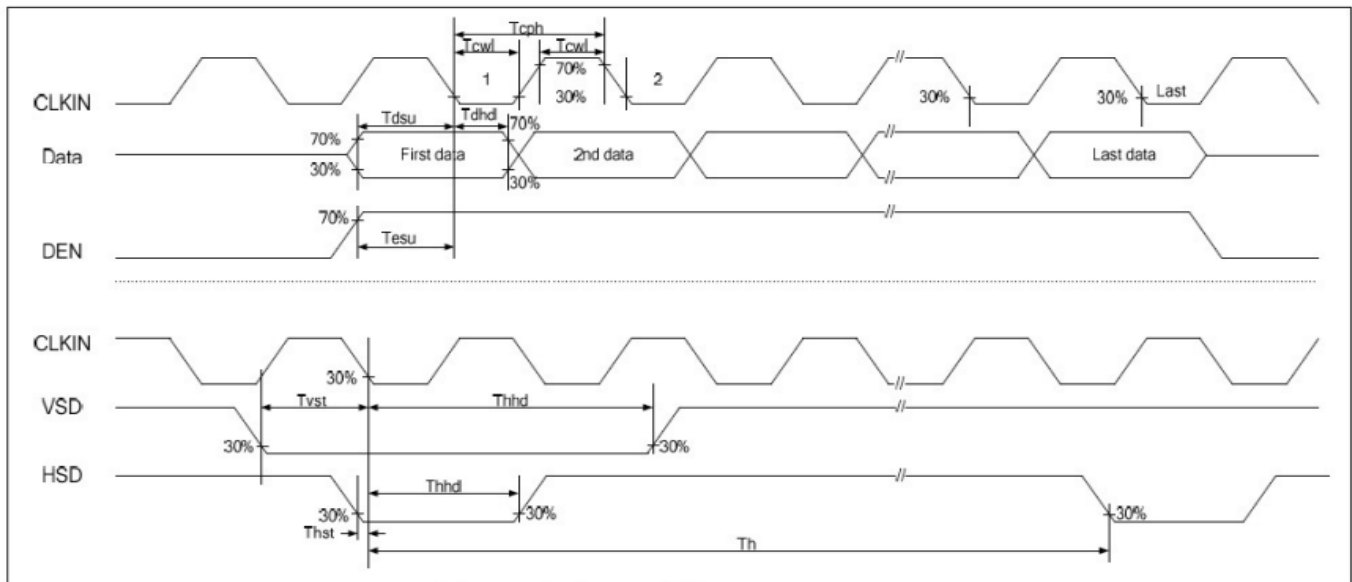 Tcph
Tcwl Tcwl
1 70% 2
CLKIN 30% 30% 30% Last
Tdsu Tdhd
70% 70%
Data First data 2nd data Last data
30% 30%
70%
Tesu
DEN
CLKIN
30%
VSD Tvst Thhd
30% 30%
HSD
Thhd
30% 30% 30%
Thst
Th